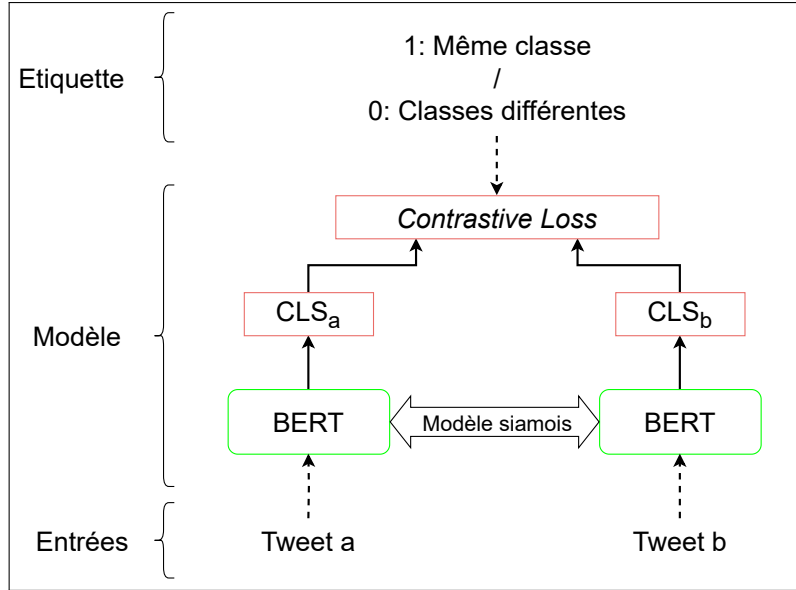 1: Même classe
/
0: Classes différentes
Etiquette
Contrastive Loss
CLSa
CLSb
Modèle
BERT
Modèle siamois
BERT
Entrées
Tweet a
Tweet b